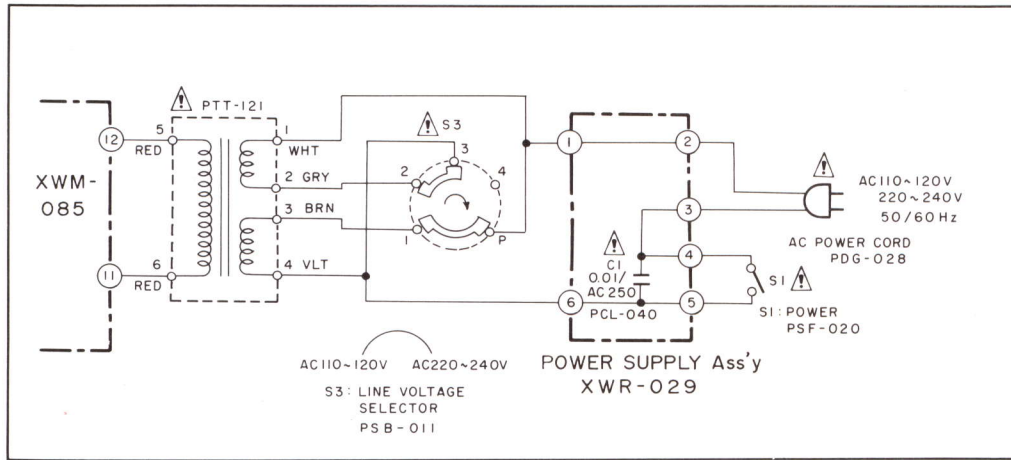 XWM-
085
12
11
RED
RED
5
6
! PTT-121
1
WHT
2 GRY
3 BRN
4 VLT
! S3
3
2
4
1
P
AC110~120V AC220~240V
S3: LINE VOLTAGE
SELECTOR
PSB-011
1
2
3
4
5
6
!
C1
0.01/
AC250
PCL-040
POWER SUPPLY Ass'y
XWR-029
!
AC110~120V
220~240V
50/60Hz
AC POWER CORD
PDG-028
S1 !
S1: POWER
PSF-020